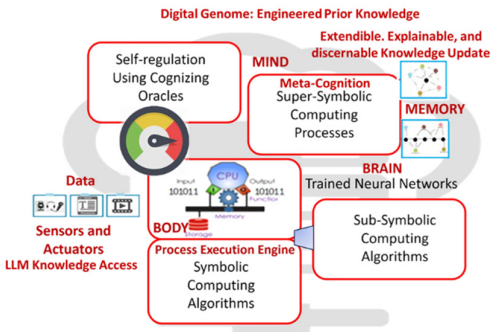 Digital Genome: Engineered Prior Knowledge
Extendible. Explainable, and
discernable Knowledge Update
Self-regulation
Using Cognizing
Oracles
MIND
Meta-Cognition
Super-Symbolic
Computing
Processes
MEMORY
BRAIN
Trained Neural Networks
Data
Sensors and
Actuators
LLM Knowledge Access
Input
101011
CPU
Output
101011
Function
Memory
Storage
BODY
Process Execution Engine
Symbolic
Computing
Algorithms
Sub-Symbolic
Computing
Algorithms